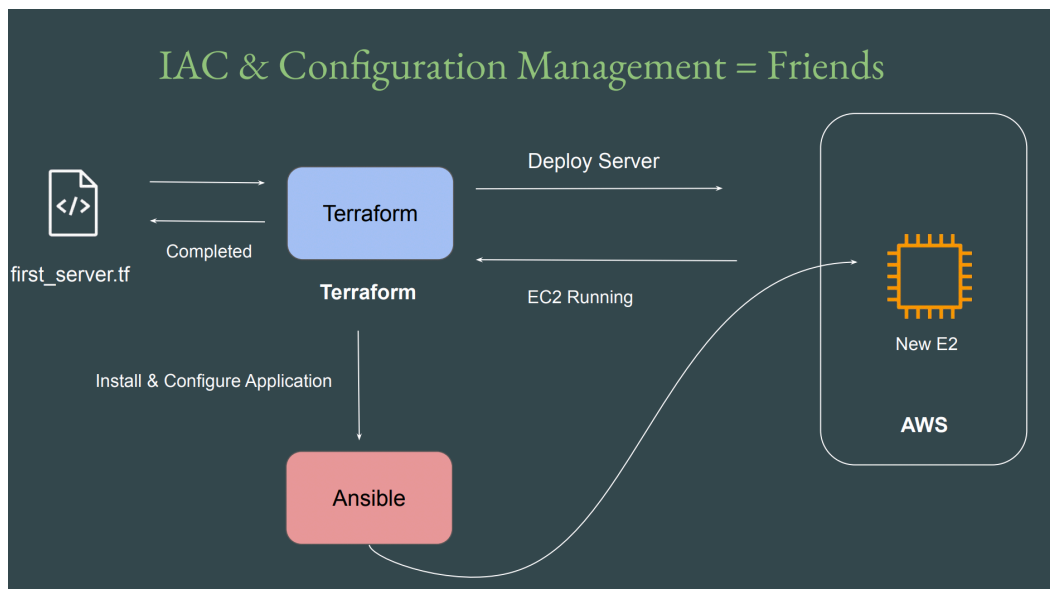 IAC & Configuration Management = Friends
Deploy Server
</>
Terraform
Completed
first_server.tf
Terraform
EC2 Running
New E2
Install & Configure Application
AWS
Ansible